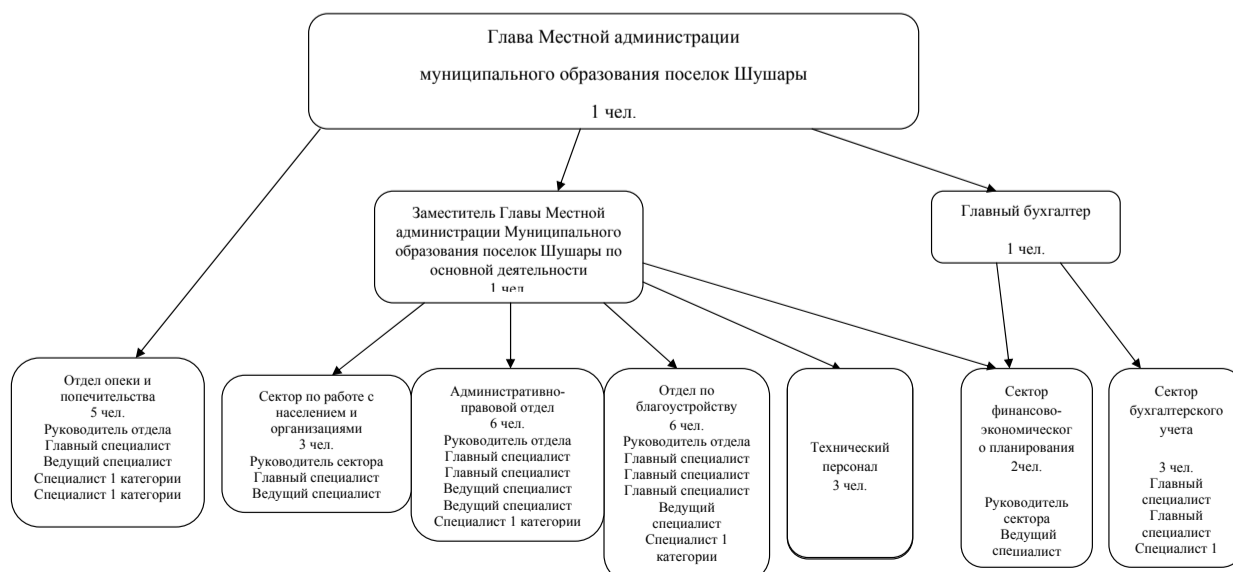 Глава Местной администрации
муниципального образования поселок Шушары
1 чел.
Заместитель Главы Местной
администрации Муниципального
образования поселок Шушары по
основной деятельности
1 чел
Главный бухгалтер
1 чел.
Отдел опеки и
попечительства
5 чел.
Руководитель отдела
Главный специалист
Ведущий специалист
Специалист 1 категории
Специалист 1 категории
Сектор по работе с
населением и
организациями
3 чел.
Руководитель сектора
Главный специалист
Ведущий специалист
Административно-
правовой отдел
6 чел.
Руководитель отдела
Главный специалист
Главный специалист
Ведущий специалист
Ведущий специалист
Специалист 1 категории
Отдел по
благоустройству
6 чел.
Руководитель отдела
Главный специалист
Главный специалист
Главный специалист
Ведущий
специалист
Специалист 1
категории
Технический
персонал
3 чел.
Сектор
финансово-
экономическог
о планирования
2чел.
Руководитель
сектора
Ведущий
специалист
Сектор
бухгалтерского
учета
3 чел.
Главный
специалист
Главный
специалист
Специалист 1